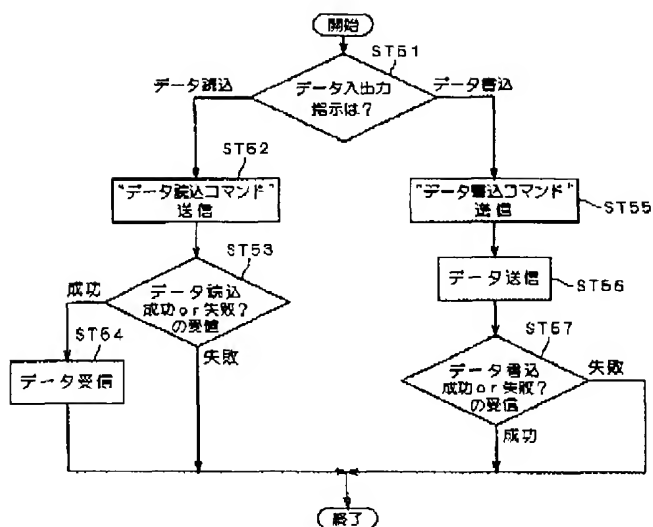 開始
ST51
データ入出力
指示は？
データ読込
データ書込
ST52
"データ読込コマンド"
送信
ST53
データ読込
成功or失敗？
の受信
成功
失敗
ST54
データ受信
"データ書込コマンド"
送信
ST55
データ送信
ST56
ST57
データ書込
成功or失敗？
の受信
失敗
成功
終了